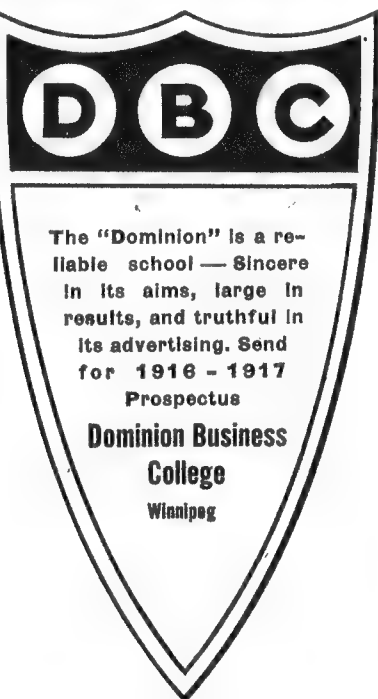 D B C
The “Dominion” is a re-
liable school — Sincere
in its aims, large in
results, and truthful in
its advertising. Send
for 1916 - 1917
Prospectus
Dominion Business
College
Winnipeg